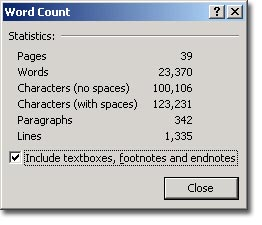 Word Count
Statistics:
Pages 39
Words 23,370
Characters (no spaces) 100,106
Characters (with spaces) 123,231
Paragraphs 342
Lines 1,335
Include textboxes, footnotes and endnotes
Close